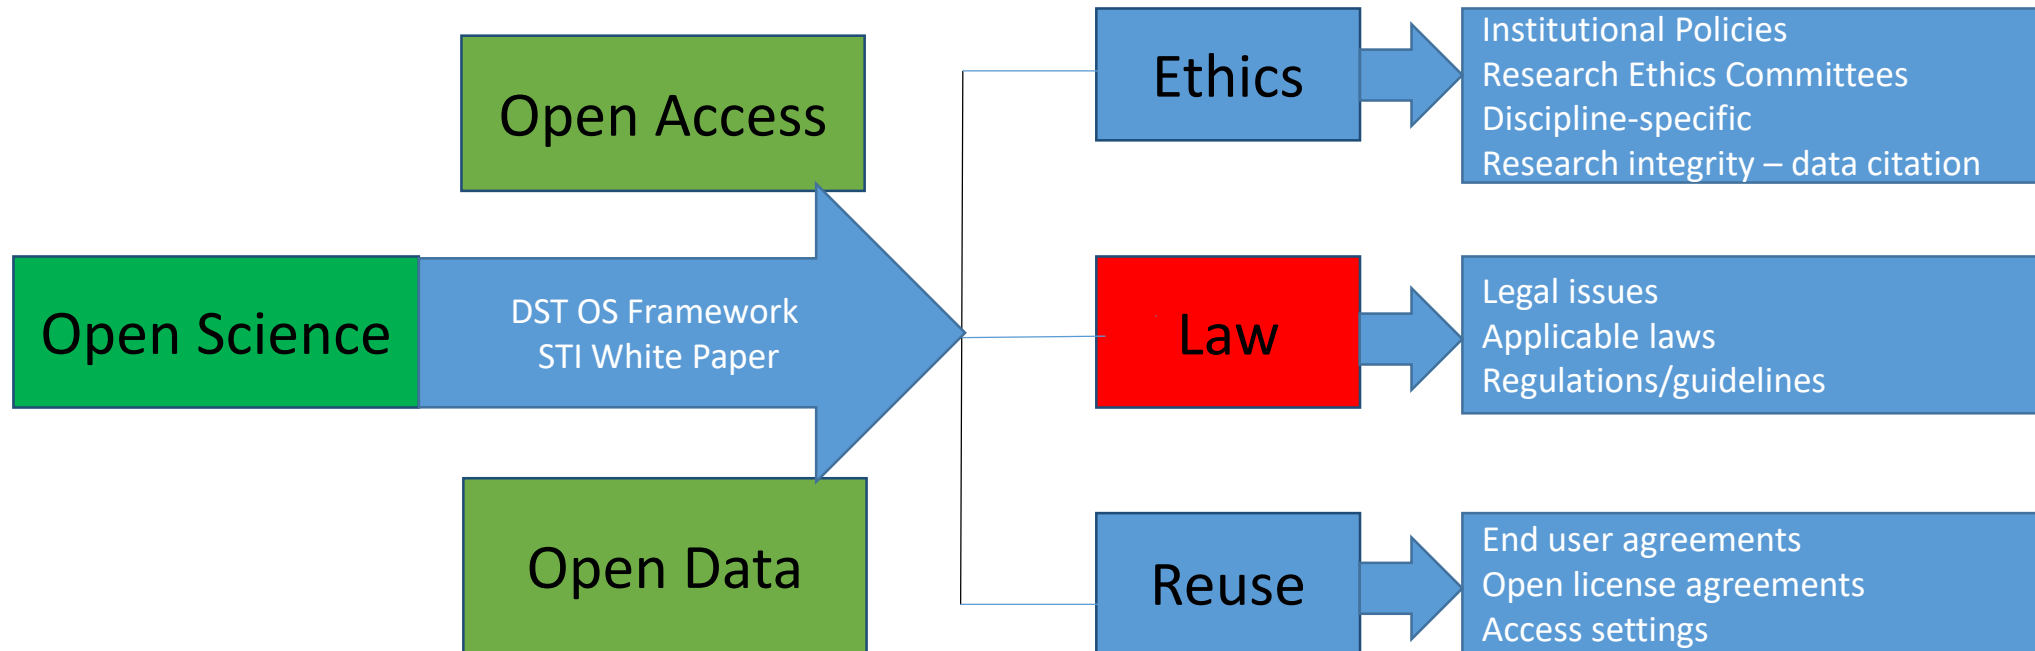 Open Access
Open Science
DST OS Framework
STI White Paper
Open Data
Ethics
Institutional Policies
Research Ethics Committees
Discipline-specific
Research integrity – data citation
Law
Legal issues
Applicable laws
Regulations/guidelines
Reuse
End user agreements
Open license agreements
Access settings